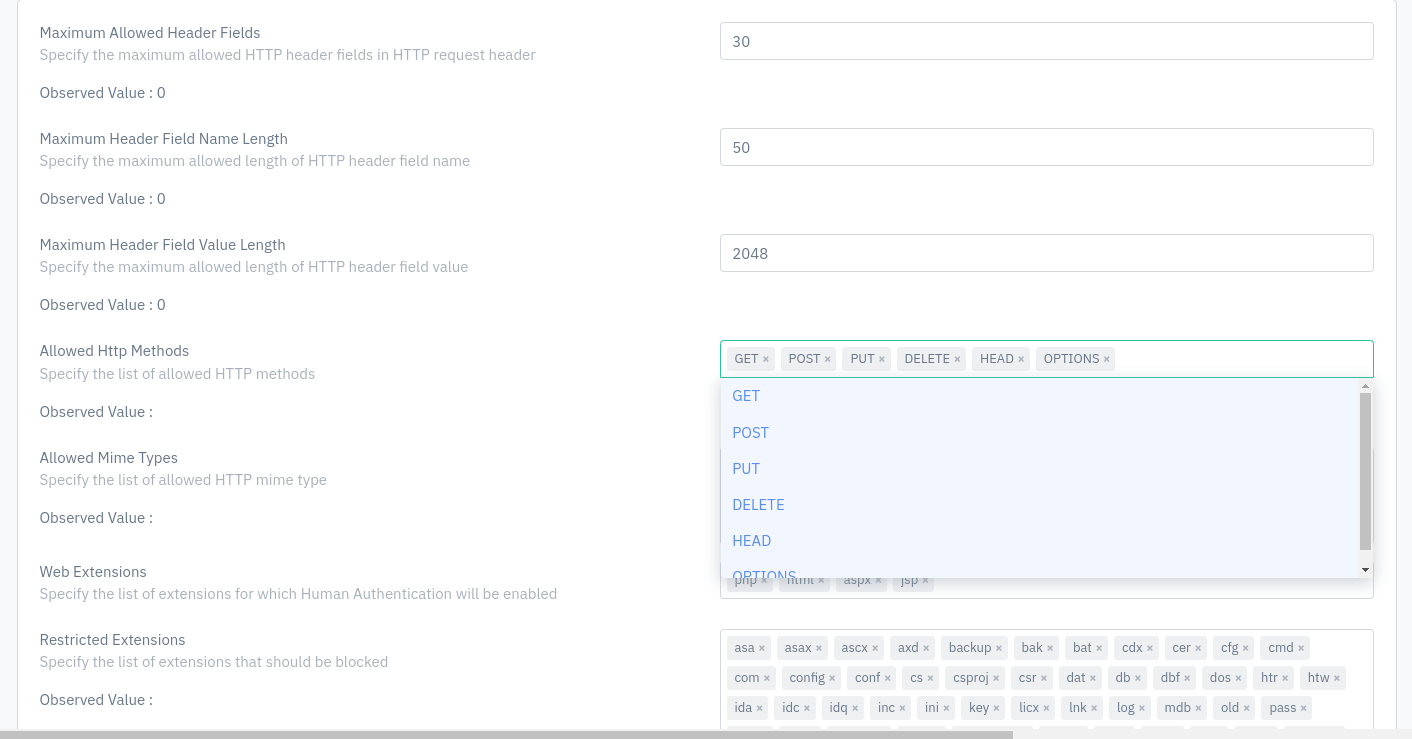 Maximum Allowed Header Fields
Specify the maximum allowed HTTP header fields in HTTP request header
30
Observed Value : 0
Maximum Header Field Name Length
Specify the maximum allowed length of HTTP header field name
50
Observed Value : 0
Maximum Header Field Value Length
Specify the maximum allowed length of HTTP header field value
2048
Observed Value : 0
Allowed Http Methods
Specify the list of allowed HTTP methods
GET × POST × PUT × DELETE × HEAD × OPTIONS ×
Observed Value :
GET
POST
PUT
DELETE
HEAD
OPTIONS
Allowed Mime Types
Specify the list of allowed HTTP mime type
Observed Value :
Web Extensions
Specify the list of extensions for which Human Authentication will be enabled
php × html × aspx × jsp ×
Restricted Extensions
Specify the list of extensions that should be blocked
Observed Value :
asa × asax × ascx × axd × backup × bak × bat × cdx × cer × cfg × cmd ×
com × config × conf × cs × csproj × csr × dat × db × dbf × dos × htr × htw ×
ida × idc × idq × inc × ini × key × licx × lnk × log × mdb × old × pass ×